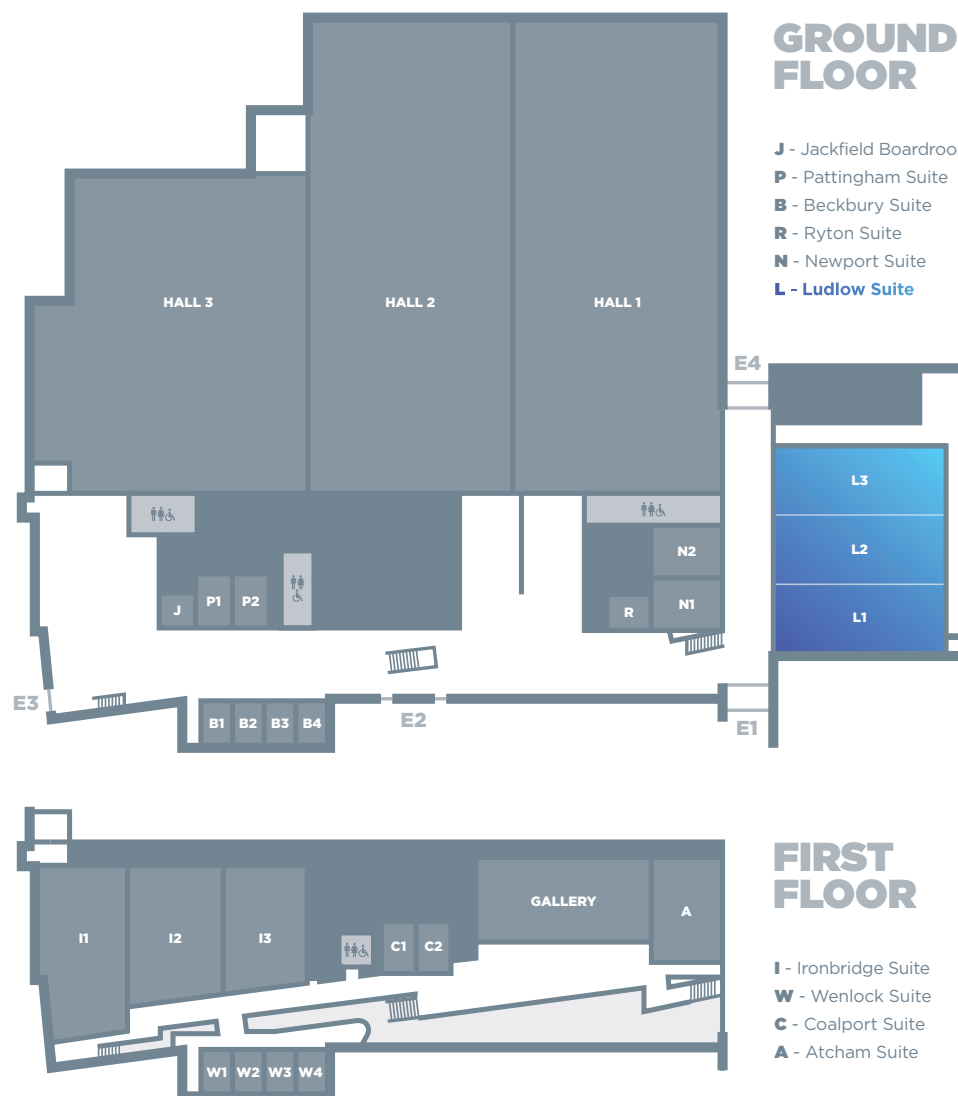 GROUND
FLOOR
J - Jackfield Boardroo
P - Pattingham Suite
B - Beckbury Suite
R - Ryton Suite
N - Newport Suite
L - Ludlow Suite
HALL 3
HALL 2
HALL 1
E4
L3
L2
L1
N2
N1
R
J
P1
P2
E3
B1
B2
B3
B4
E2
E1
FIRST
FLOOR
I - Ironbridge Suite
W - Wenlock Suite
C - Coalport Suite
A - Atcham Suite
I1
I2
I3
C1
C2
GALLERY
A
W1
W2
W3
W4